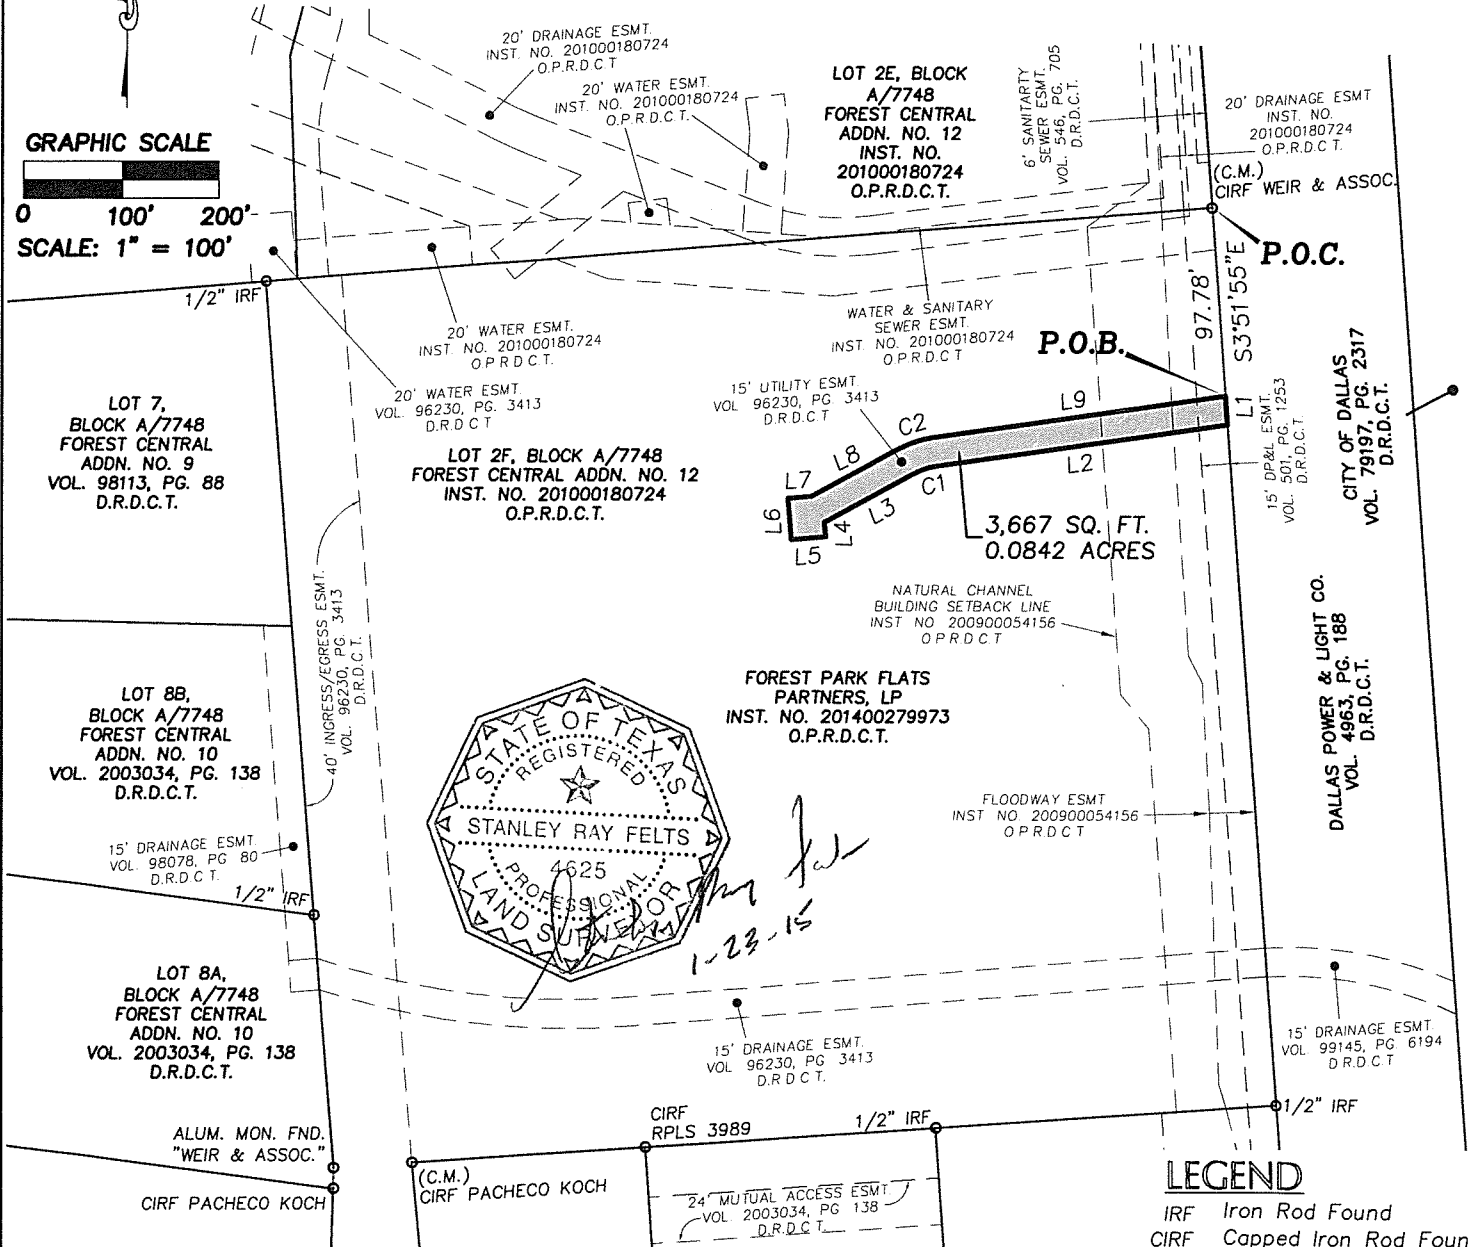 20' DRAINAGE ESMT.
INST. NO. 201000180724
O.P.R.D.C.T
20' WATER ESMT.
INST. NO. 201000180724
O.P.R.D.C.T.
LOT 2E, BLOCK
A/7748
FOREST CENTRAL
ADDN. NO. 12
INST. NO.
201000180724
O.P.R.D.C.T.
6' SANITARY
SEWER ESMT.
VOL. 546, PG. 705
D.R.D.C.T.
20' DRAINAGE ESMT
INST. NO.
201000180724
O.P.R.D.C.T.
(C.M.)
CIRF WEIR & ASSOC.
P.O.C.
GRAPHIC SCALE
0 100' 200'
SCALE: 1" = 100'
1/2" IRF
20' WATER ESMT.
INST. NO. 201000180724
O.P.R.D.C.T.
20' WATER ESMT.
VOL. 96230, PG. 3413
D.R.D.C.T
WATER & SANITARY
SEWER ESMT.
INST. NO. 201000180724
O.P.R.D.C.T
97.78'
S3°51'55"E
P.O.B.
15' UTILITY ESMT.
VOL. 96230, PG. 3413
D.R.D.C.T
L1
L9
C2
L8
L7
L6
L5
L4
L3
C1
L2
3,667 SQ. FT.
0.0842 ACRES
15' DP&L ESMT.
VOL. 501, PG. 1253
D.R.D.C.T.
CITY OF DALLAS
VOL. 79197, PG. 2317
D.R.D.C.T.
LOT 7,
BLOCK A/7748
FOREST CENTRAL
ADDN. NO. 9
VOL. 98113, PG. 88
D.R.D.C.T.
LOT 2F, BLOCK A/7748
FOREST CENTRAL ADDN. NO. 12
INST. NO. 201000180724
O.P.R.D.C.T.
40' INGRESS/EGRESS ESMT.
VOL. 96230, PG. 3413
D.R.D.C.T.
NATURAL CHANNEL
BUILDING SETBACK LINE
INST NO 200900054156
O.P.R.D.C.T
DALLAS POWER & LIGHT CO.
VOL. 4963, PG. 188
D.R.D.C.T.
LOT 8B,
BLOCK A/7748
FOREST CENTRAL
ADDN. NO. 10
VOL. 2003034, PG. 138
D.R.D.C.T.
FOREST PARK FLATS
PARTNERS, LP
INST. NO. 201400279973
O.P.R.D.C.T.
STATE OF TEXAS
REGISTERED
STANLEY RAY FELTS
4625
PROFESSIONAL
LAND SURVEYOR
1-23-15
FLOODWAY ESMT
INST NO. 200900054156
O.P.R.D.C.T
15' DRAINAGE ESMT.
VOL. 98078, PG 80
D.R.D.C.T.
1/2" IRF
LOT 8A,
BLOCK A/7748
FOREST CENTRAL
ADDN. NO. 10
VOL. 2003034, PG. 138
D.R.D.C.T.
15' DRAINAGE ESMT.
VOL 96230, PG 3413
D.R.D.C.T.
15' DRAINAGE ESMT.
VOL 99145, PG 6194
D.R.D.C.T
CIRF
RPLS 3989
1/2" IRF
1/2" IRF
ALUM. MON. FND.
"WEIR & ASSOC."
CIRF PACHECO KOCH
(C.M.)
CIRF PACHECO KOCH
24' MUTUAL ACCESS ESMT.
VOL. 2003034, PG 138
D.R.D.C.T.
LEGEND
IRF Iron Rod Found
CIRF Capped Iron Rod Foun